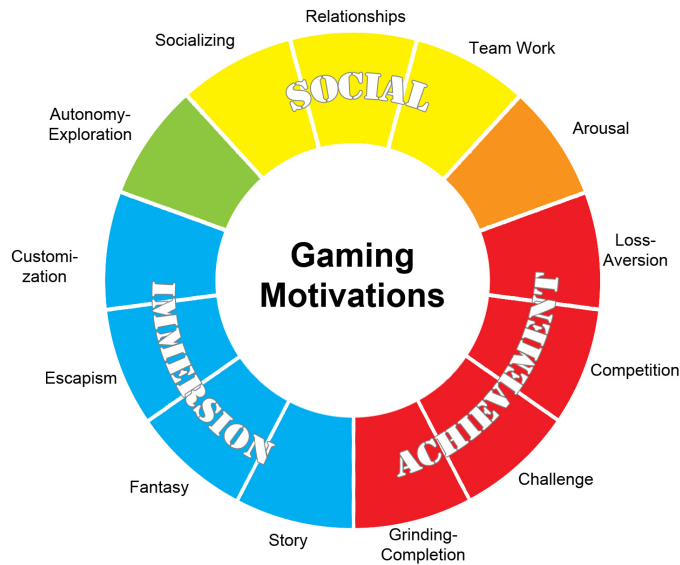 Relationships
Socializing
Team Work
SOCIAL
Autonomy-
Exploration
Arousal
Customi-
zation
Loss-
Aversion
Gaming
Motivations
IMMERSION
ACHIEVEMENT
Escapism
Competition
Fantasy
Challenge
Story
Grinding-
Completion